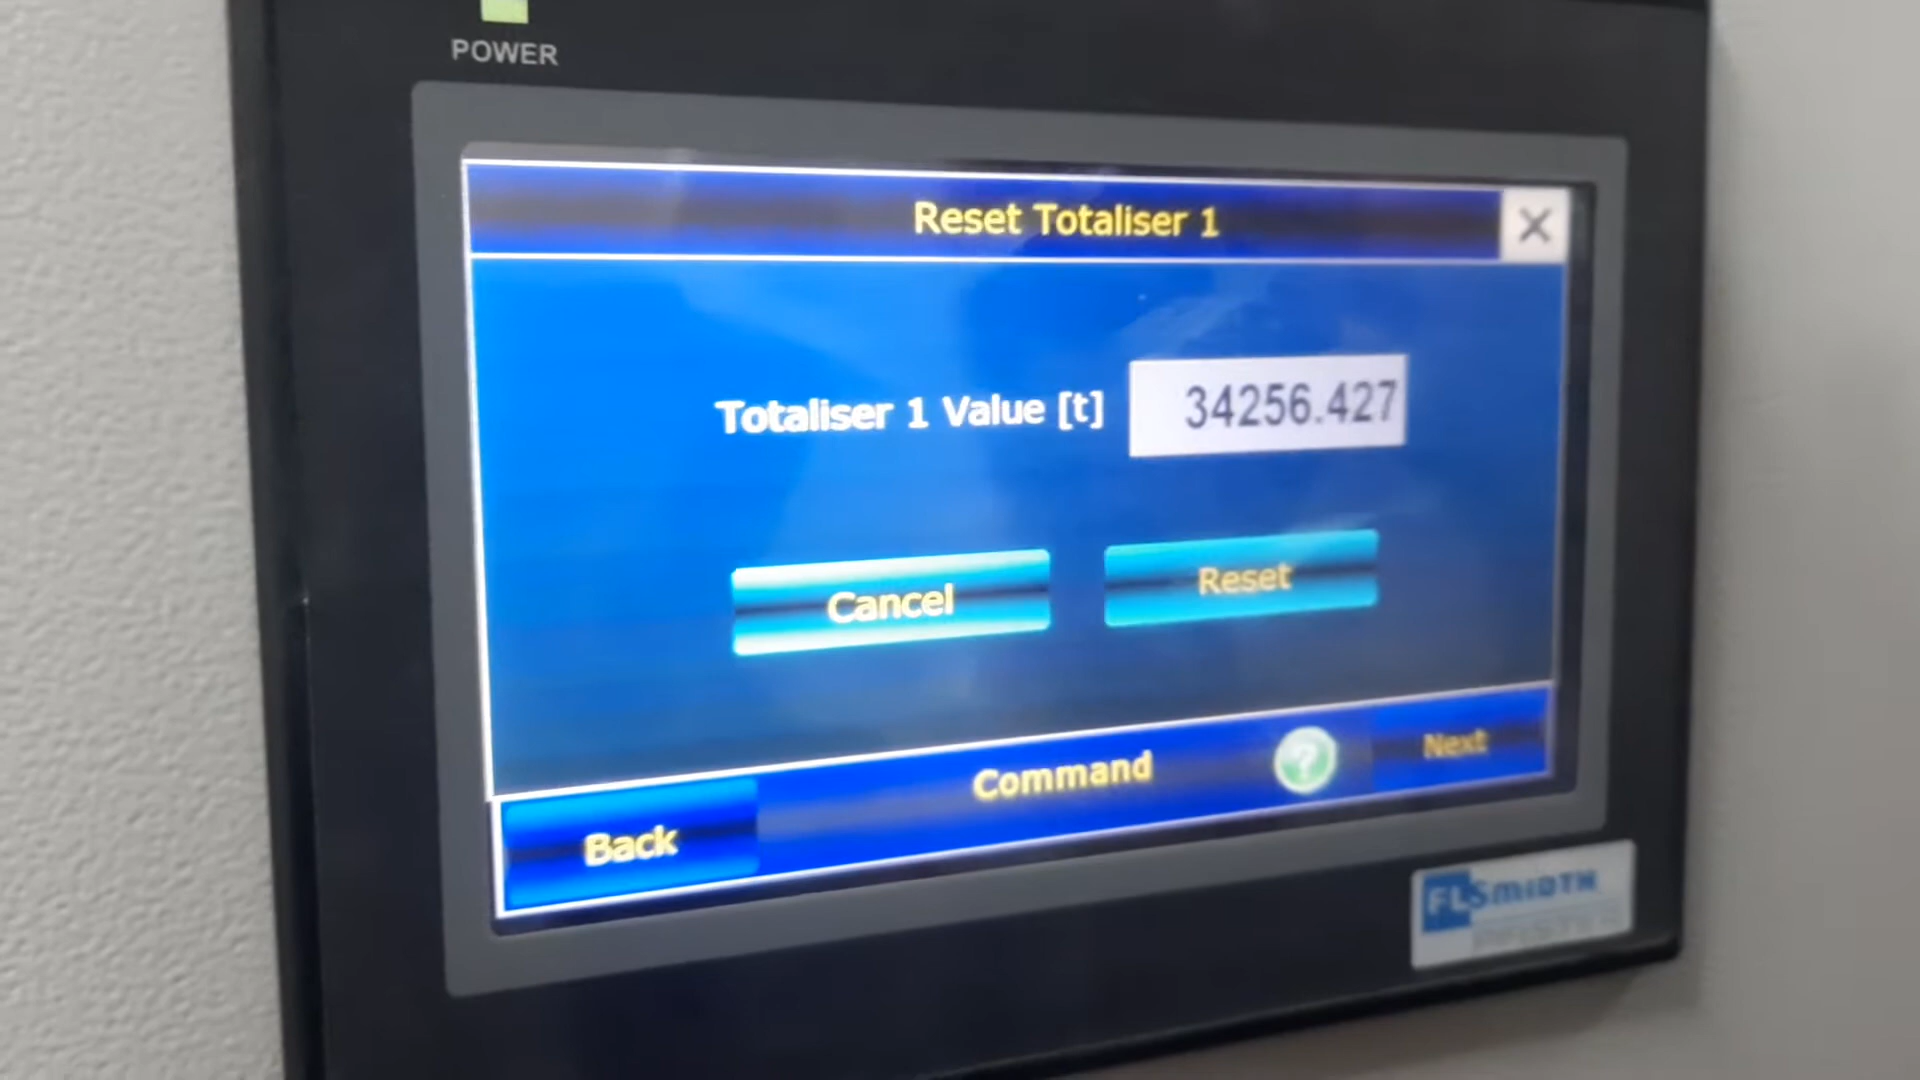 POWER
Reset Totaliser 1
Totaliser 1 Value [t] 34256.427
Cancel Reset
Back Command ? Next
FLSMIDTH